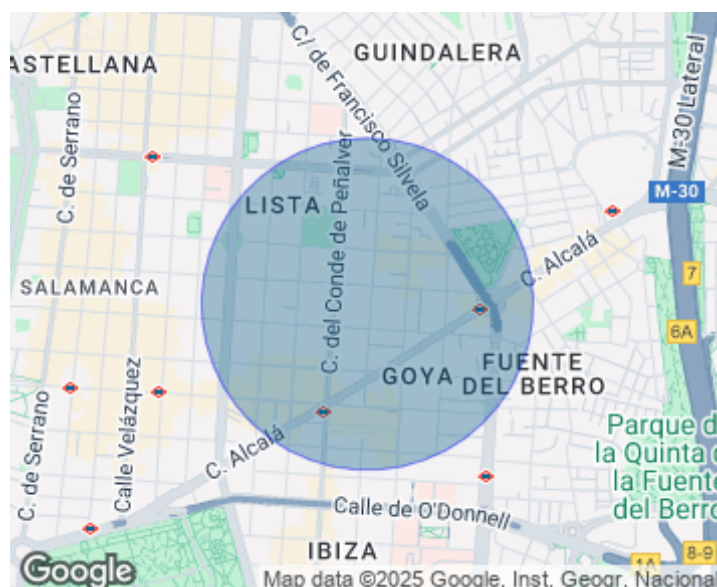 GUINDALERA
ASTELLANA
C/ de Francisco Silvela
M-30 Lateral
C. de Serrano
C. del Conde de Peñalver
M-30
LISTA
C. Alcalá
7
SALAMANCA
6A
FUENTE
DEL BERRO
GOYA
Calle Velázquez
C. de Serrano
Parque d
la Quinta d
la Fuente
del Berro
C. Alcalá
Calle de O'Donnell
IBIZA
1A
8-9
Google
Map data ©2025 Google, Inst. Geogr. Nacional